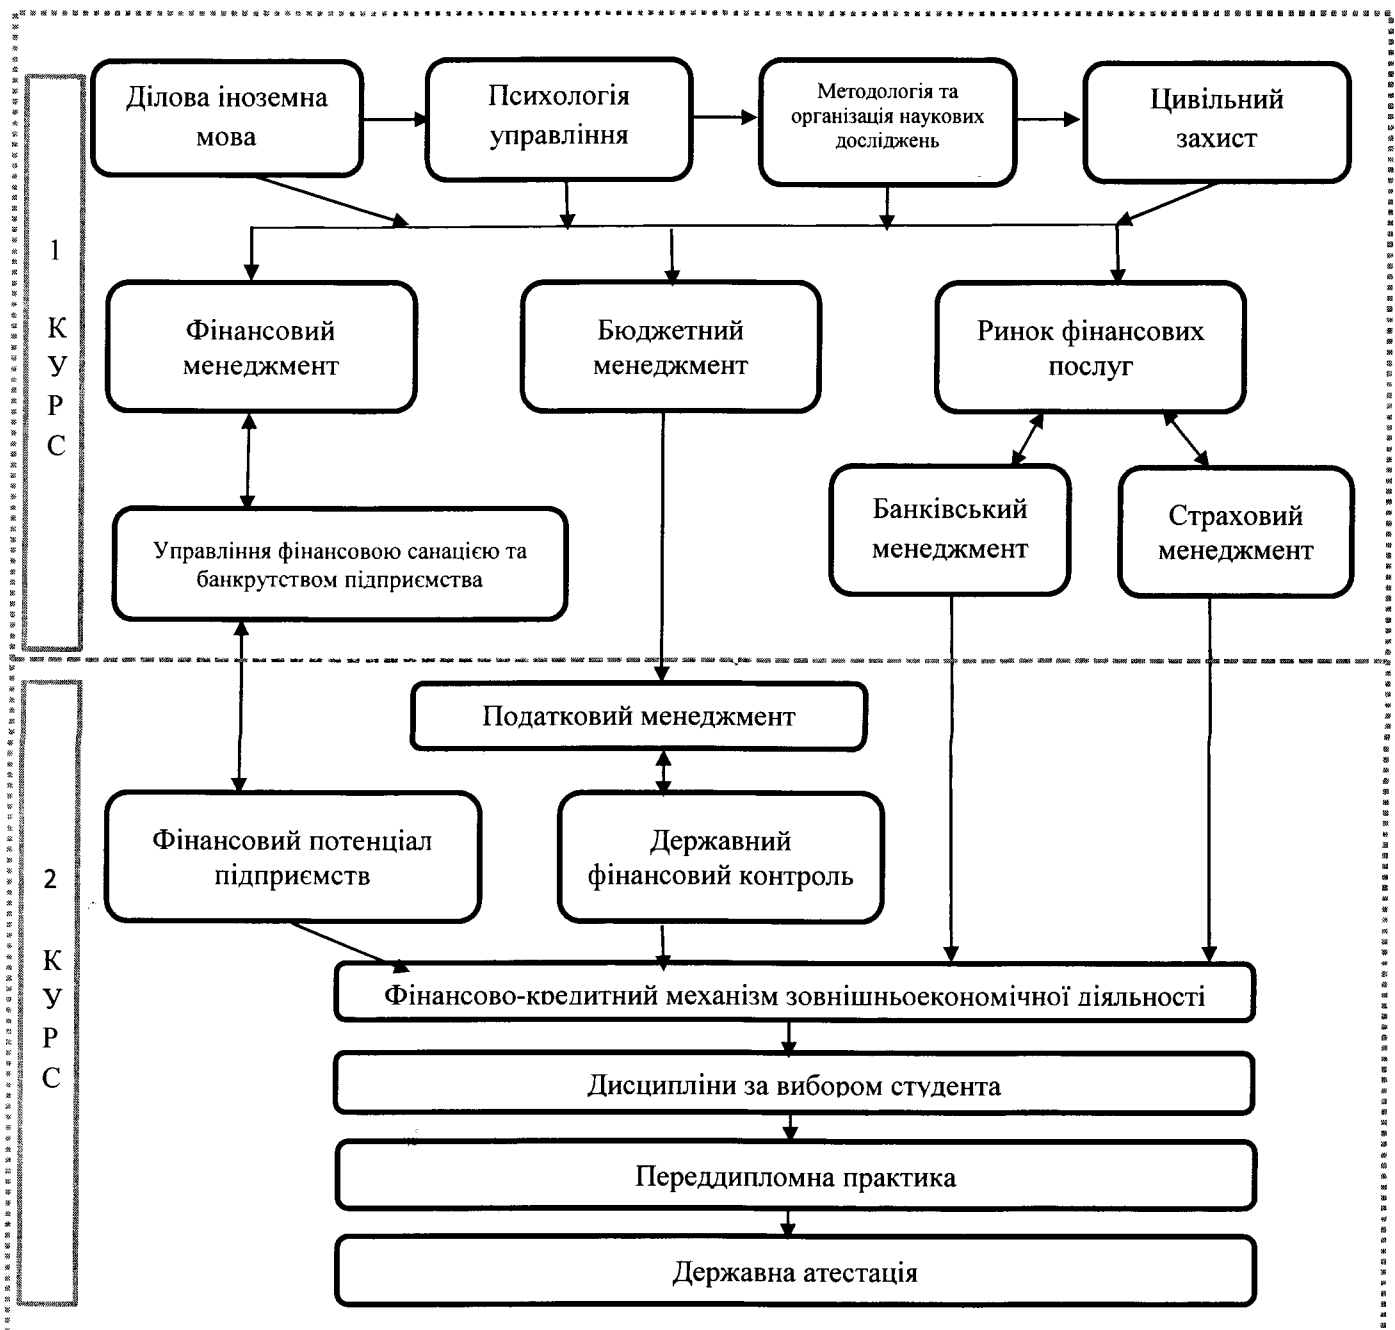 Ділова іноземна
мова
Психологія
управління
Методологія та
організація наукових
досліджень
Цивільний
захист
1
К
У
Р
С
Фінансовий
менеджмент
Бюджетний
менеджмент
Ринок фінансових
послуг
Управління фінансовою санацією та
банкрутством підприємства
Банківський
менеджмент
Страховий
менеджмент
2
К
У
Р
С
Податковий менеджмент
Фінансовий потенціал
підприємств
Державний
фінансовий контроль
Фінансово-кредитний механізм зовнішньоекономічної діяльності
Дисципліни за вибором студента
Переддипломна практика
Державна атестація